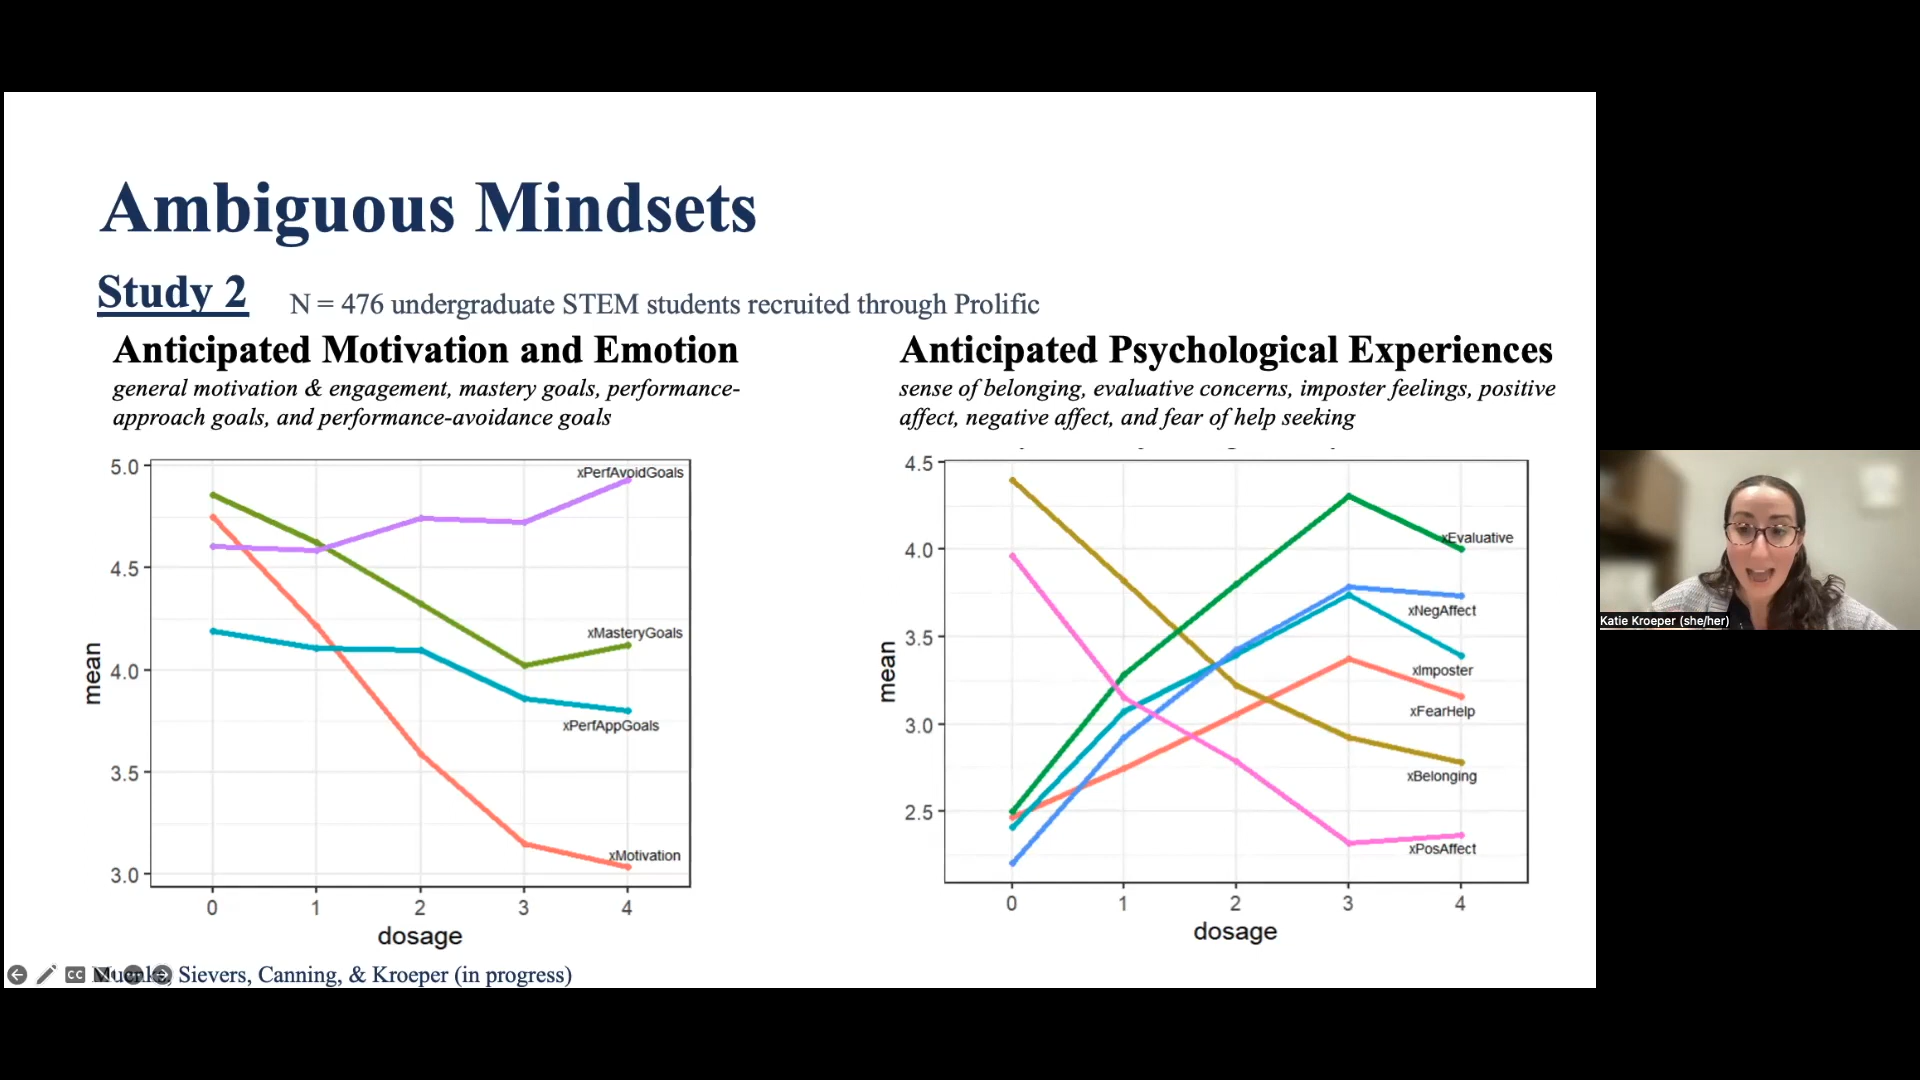 Ambiguous Mindsets
Study 2
N = 476 undergraduate STEM students recruited through Prolific
Anticipated Motivation and Emotion
general motivation & engagement, mastery goals, performance-
approach goals, and performance-avoidance goals
5.0
4.5
4.0
3.5
3.0
mean
xPerfAvoidGoals
xMasteryGoals
xPerfAppGoals
xMotivation
0 1 2 3 4
dosage
Anticipated Psychological Experiences
sense of belonging, evaluative concerns, imposter feelings, positive
affect, negative affect, and fear of help seeking
4.5
4.0
3.5
3.0
2.5
mean
xEvaluative
xNegAffect
xImposter
xFearHelp
xBelonging
xPosAffect
0 1 2 3 4
dosage
CC
Sievers, Canning, & Kroeper (in progress)
Katie Kroeper (she/her)